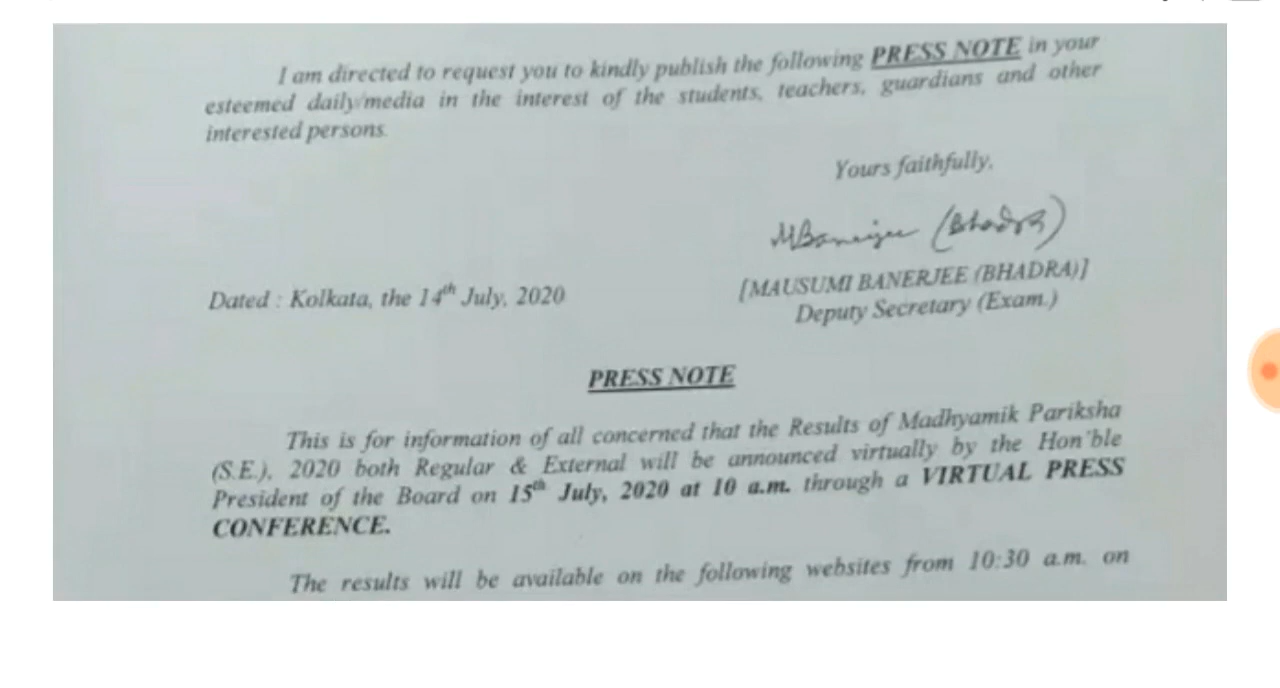 I am directed to request you to kindly publish the following PRESS NOTE in your
esteemed daily/media in the interest of the students, teachers, guardians and other
interested persons.
Yours faithfully,
MBanerjee (Bhadra)
[MAUSUMI BANERJEE (BHADRA)]
Deputy Secretary (Exam.)
Dated : Kolkata, the 14th July, 2020
PRESS NOTE
This is for information of all concerned that the Results of Madhyamik Pariksha
(S.E.), 2020 both Regular & External will be announced virtually by the Hon'ble
President of the Board on 15th July, 2020 at 10 a.m. through a VIRTUAL PRESS
CONFERENCE.
The results will be available on the following websites from 10:30 a.m. on